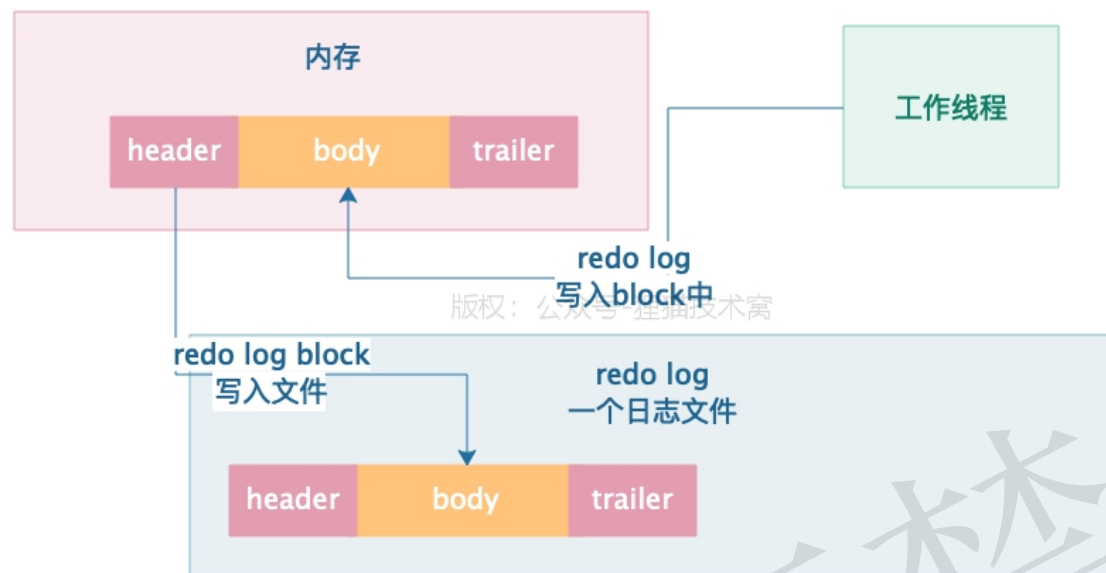 内存
header body trailer
工作线程
redo log
写入block中
版权：公众号-狸猫技术窝
redo log block
写入文件
redo log
一个日志文件
header body trailer